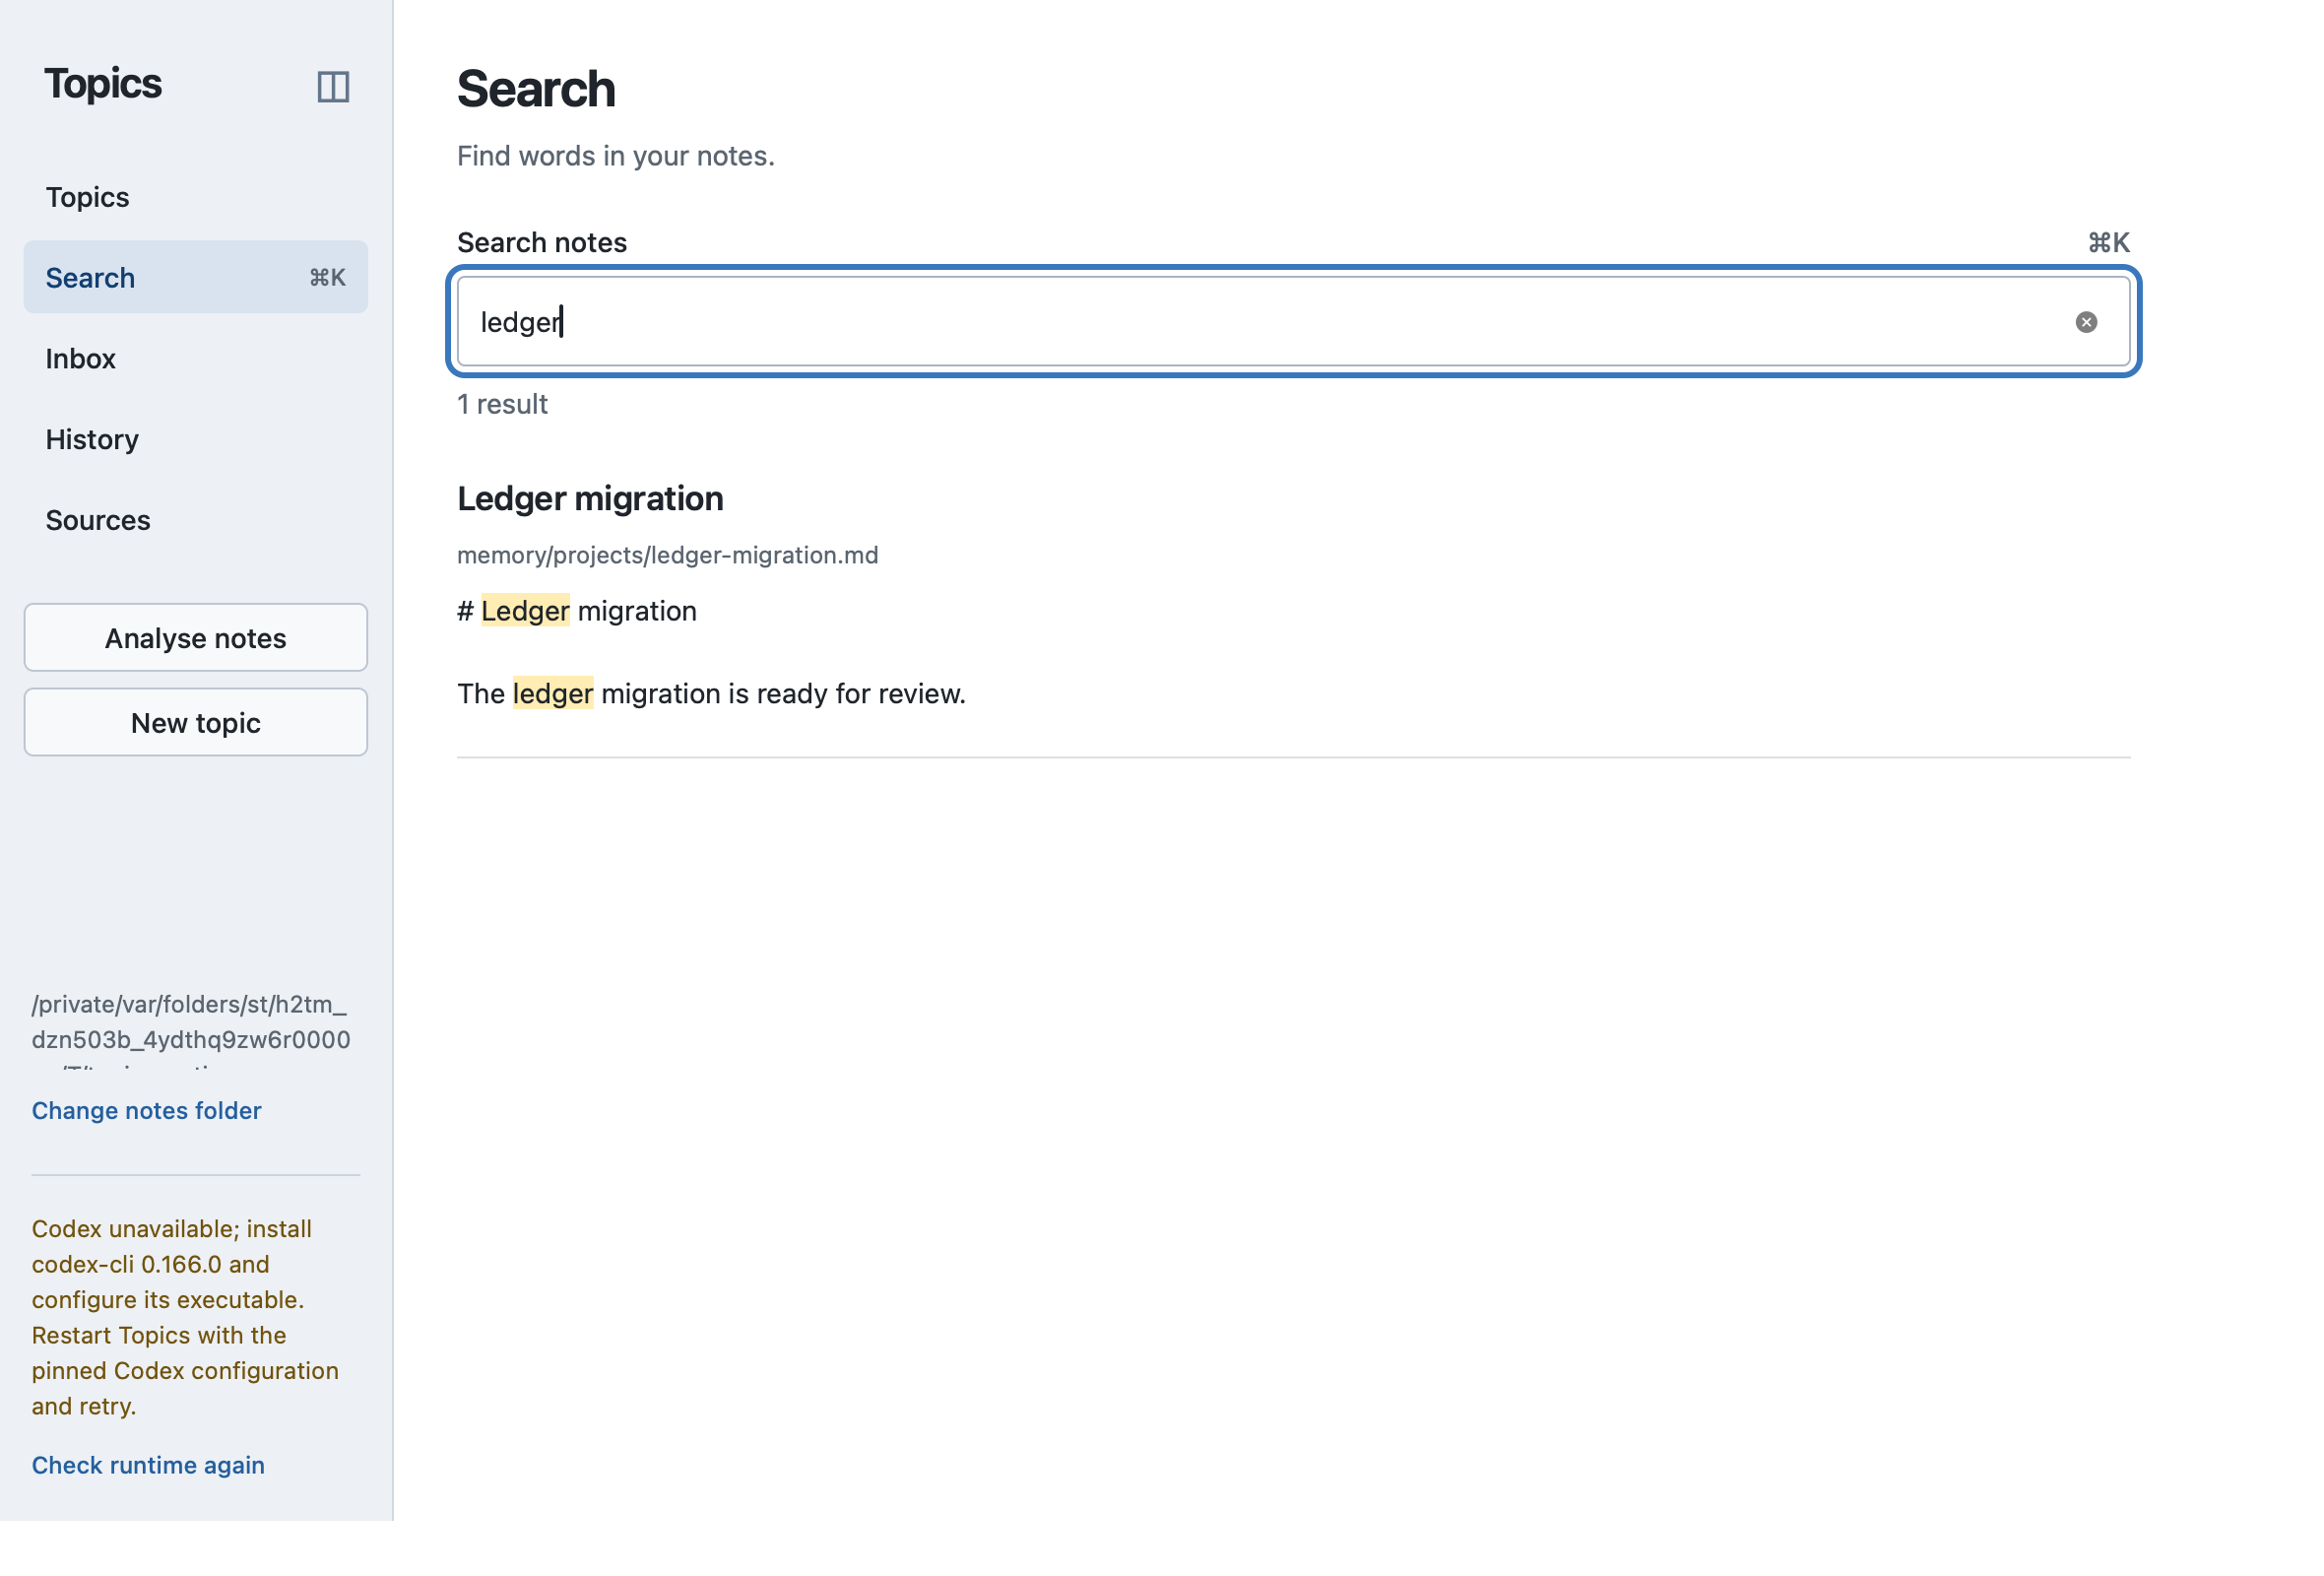 Topics
Topics
Search ⌘K
Inbox
History
Sources
Analyse notes
New topic
/private/var/folders/st/h2tm_
dzn503b_4ydthq9zw6r0000
Change notes folder
Codex unavailable; install
codex-cli 0.166.0 and
configure its executable.
Restart Topics with the
pinned Codex configuration
and retry.
Check runtime again
Search
Find words in your notes.
Search notes ⌘K
ledger
1 result
Ledger migration
memory/projects/ledger-migration.md
# Ledger migration
The ledger migration is ready for review.